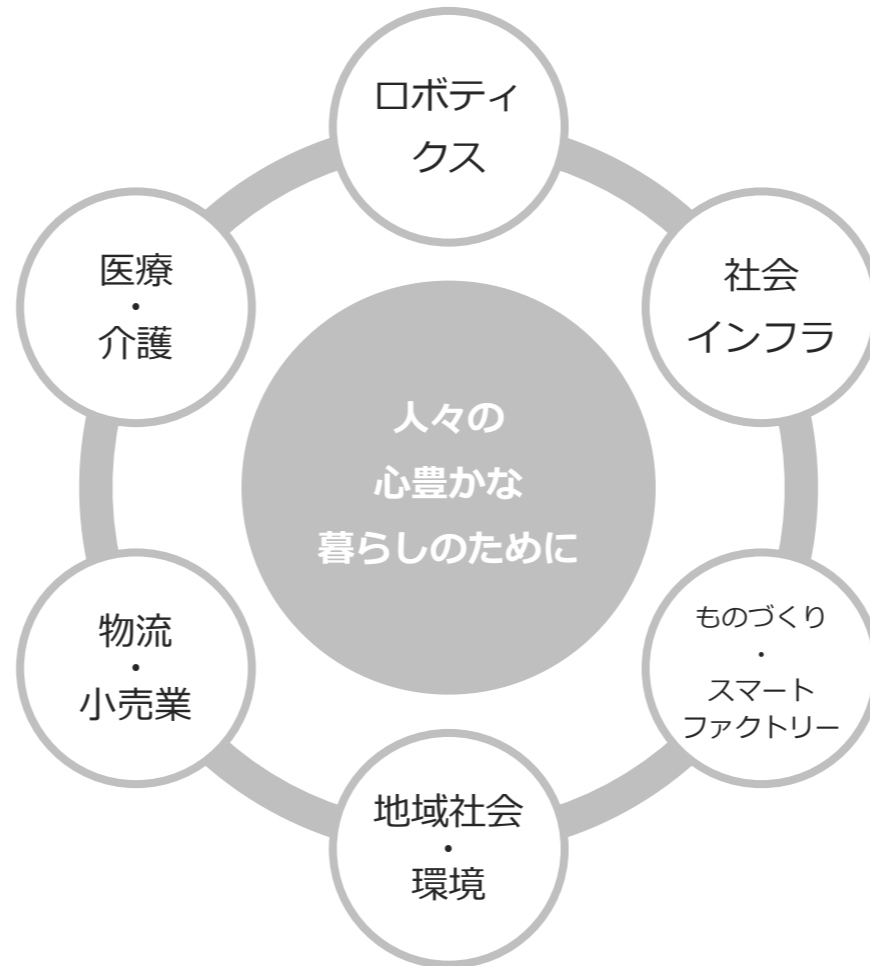 ロボティ
クス
社会
インフラ
ものづくり
・
スマート
ファクトリー
地域社会
・
環境
物流
・
小売業
医療
・
介護
人々の
心豊かな
暮らしのために